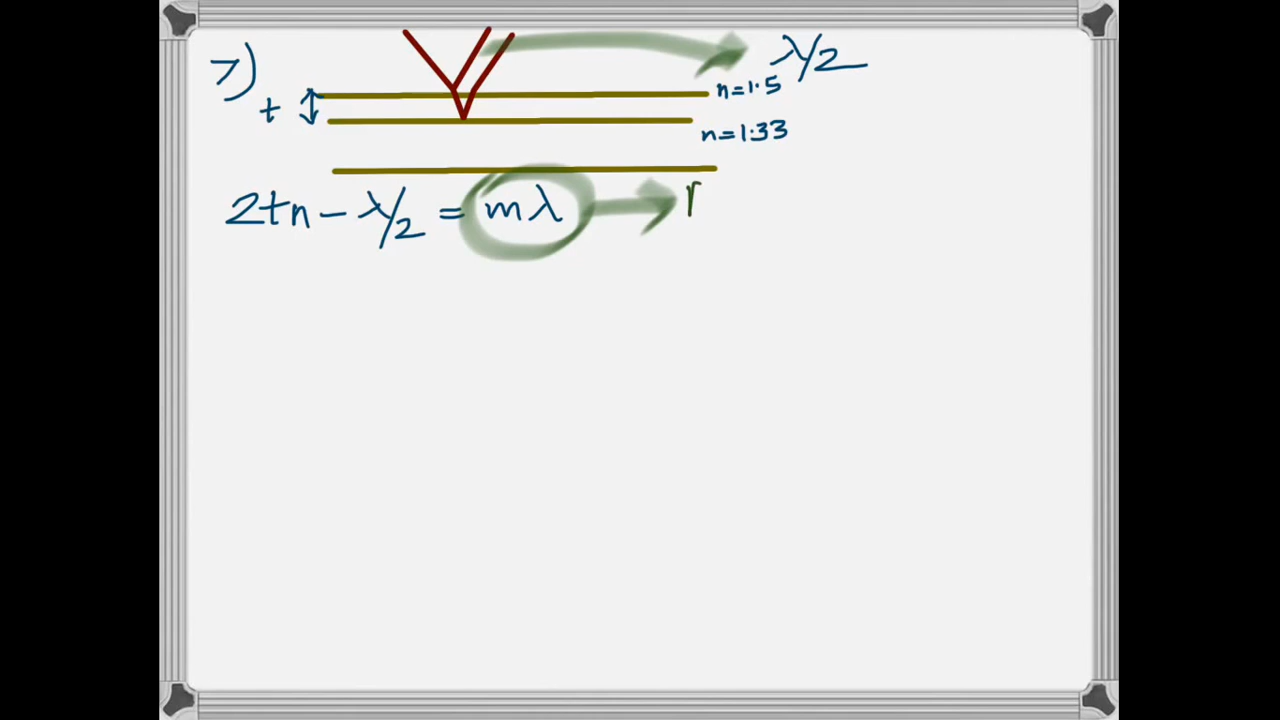 7)
λ/2
n=1.5
t
n=1.33
2tn - λ/2 = mλ